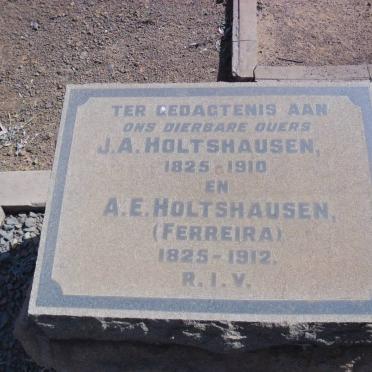 TER GEDAGTENIS AAN
ONS DIERBARE OUERS
J.A. HOLTSHAUSEN,
1825-1910
EN
A.E. HOLTSHAUSEN,
(FERREIRA)
1825-1912.
R.I.V.